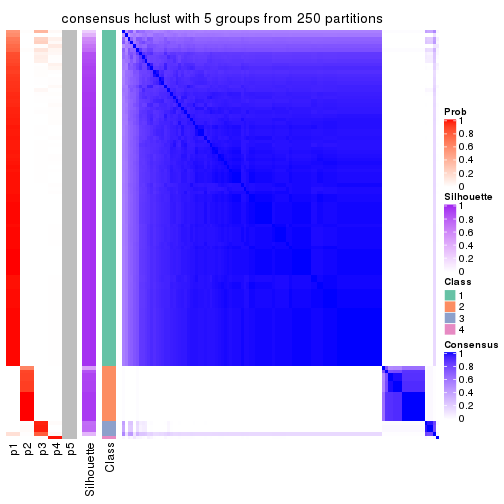 consensus hclust with 5 groups from 250 partitions
Prob
1
0.8
0.6
0.4
0.2
0
Silhouette
1
0.8
0.6
0.4
0.2
0
Class
1
2
3
4
Consensus
1
0.8
0.6
0.4
0.2
0
p1
p2
p3
p4
p5
Silhouette
Class